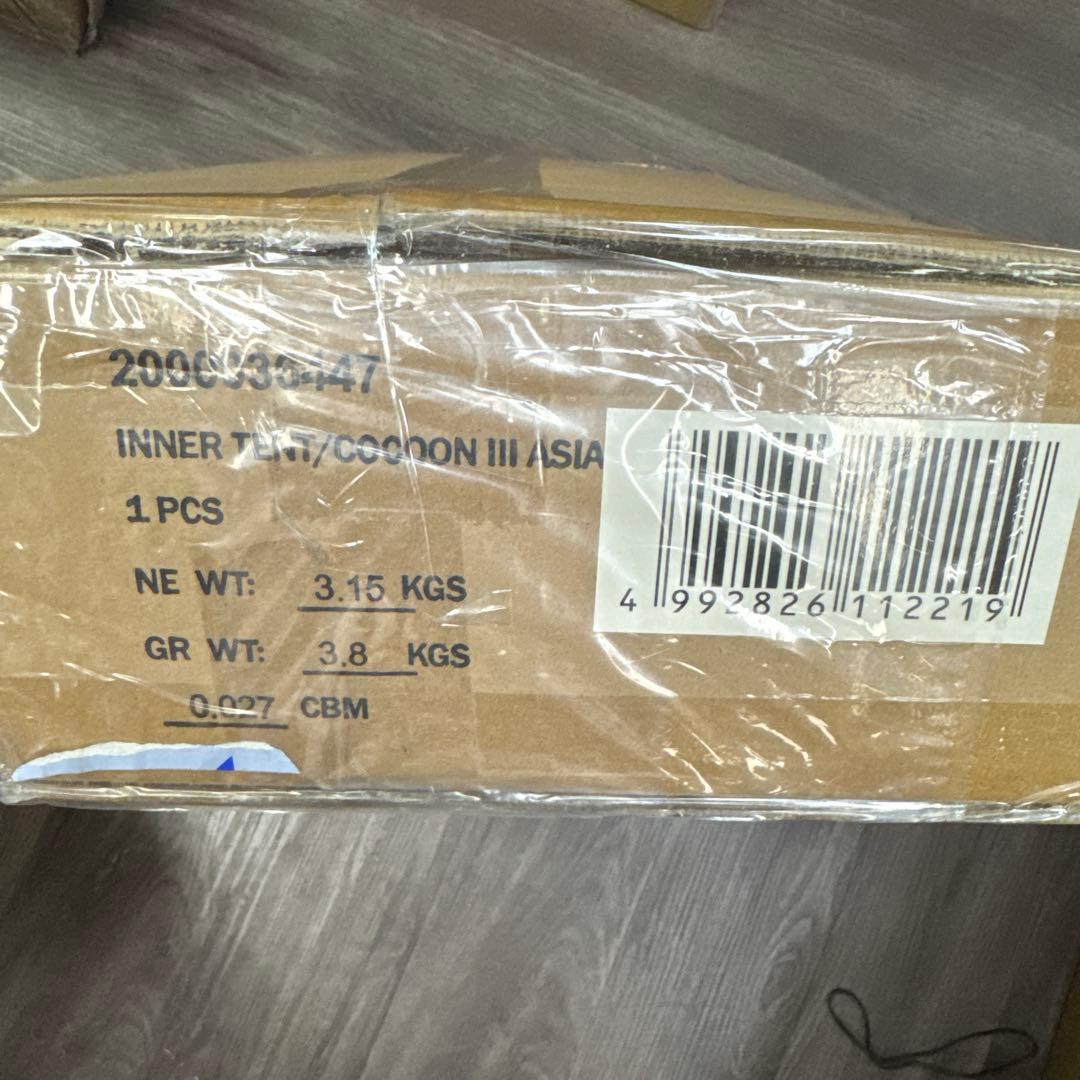 2000036447
INNER TENT/COCOON III ASIA
1 PCS
NE WT: 3.15 KGS
GR WT: 3.8 KGS
0.027 CBM
4 992826 112219